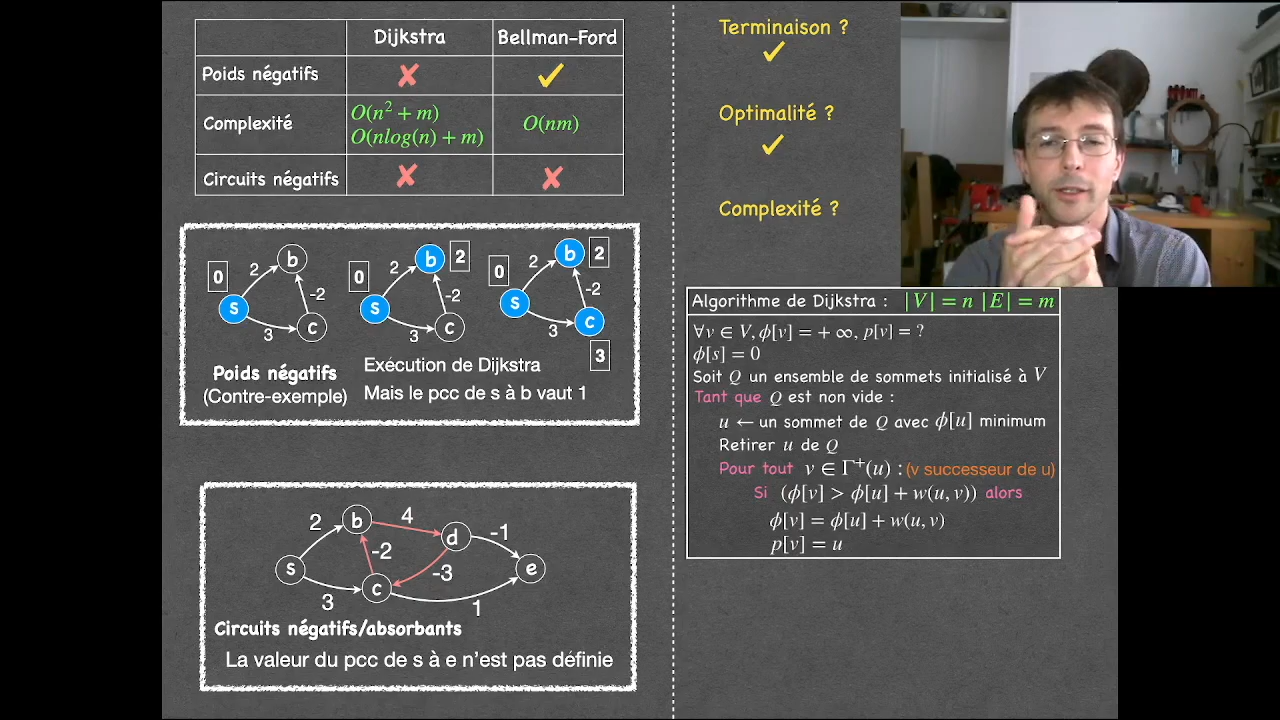 Dijkstra
Bellman-Ford
Poids négatifs
✘
✓
Complexité
O(n² + m)
O(nlog(n) + m)
O(nm)
Circuits négatifs
✘
✘
0
2
b
s
-2
3
c
0
2
b
2
s
-2
3
c
0
2
b
2
s
-2
3
c
3
Poids négatifs
(Contre-exemple)
Exécution de Dijkstra
Mais le pcc de s à b vaut 1
2
b
4
d
-1
s
-2
-3
e
3
c
1
Circuits négatifs/absorbants
La valeur du pcc de s à e n'est pas définie
Terminaison ?
✓
Optimalité ?
✓
Complexité ?
Algorithme de Dijkstra : |V| = n |E| = m
∀v ∈ V, ϕ[v] = + ∞, p[v] = ?
ϕ[s] = 0
Soit Q un ensemble de sommets initialisé à V
Tant que Q est non vide :
u ← un sommet de Q avec ϕ[u] minimum
Retirer u de Q
Pour tout v ∈ Γ⁺(u) : (v successeur de u)
Si (ϕ[v] > ϕ[u] + w(u, v)) alors
ϕ[v] = ϕ[u] + w(u, v)
p[v] = u